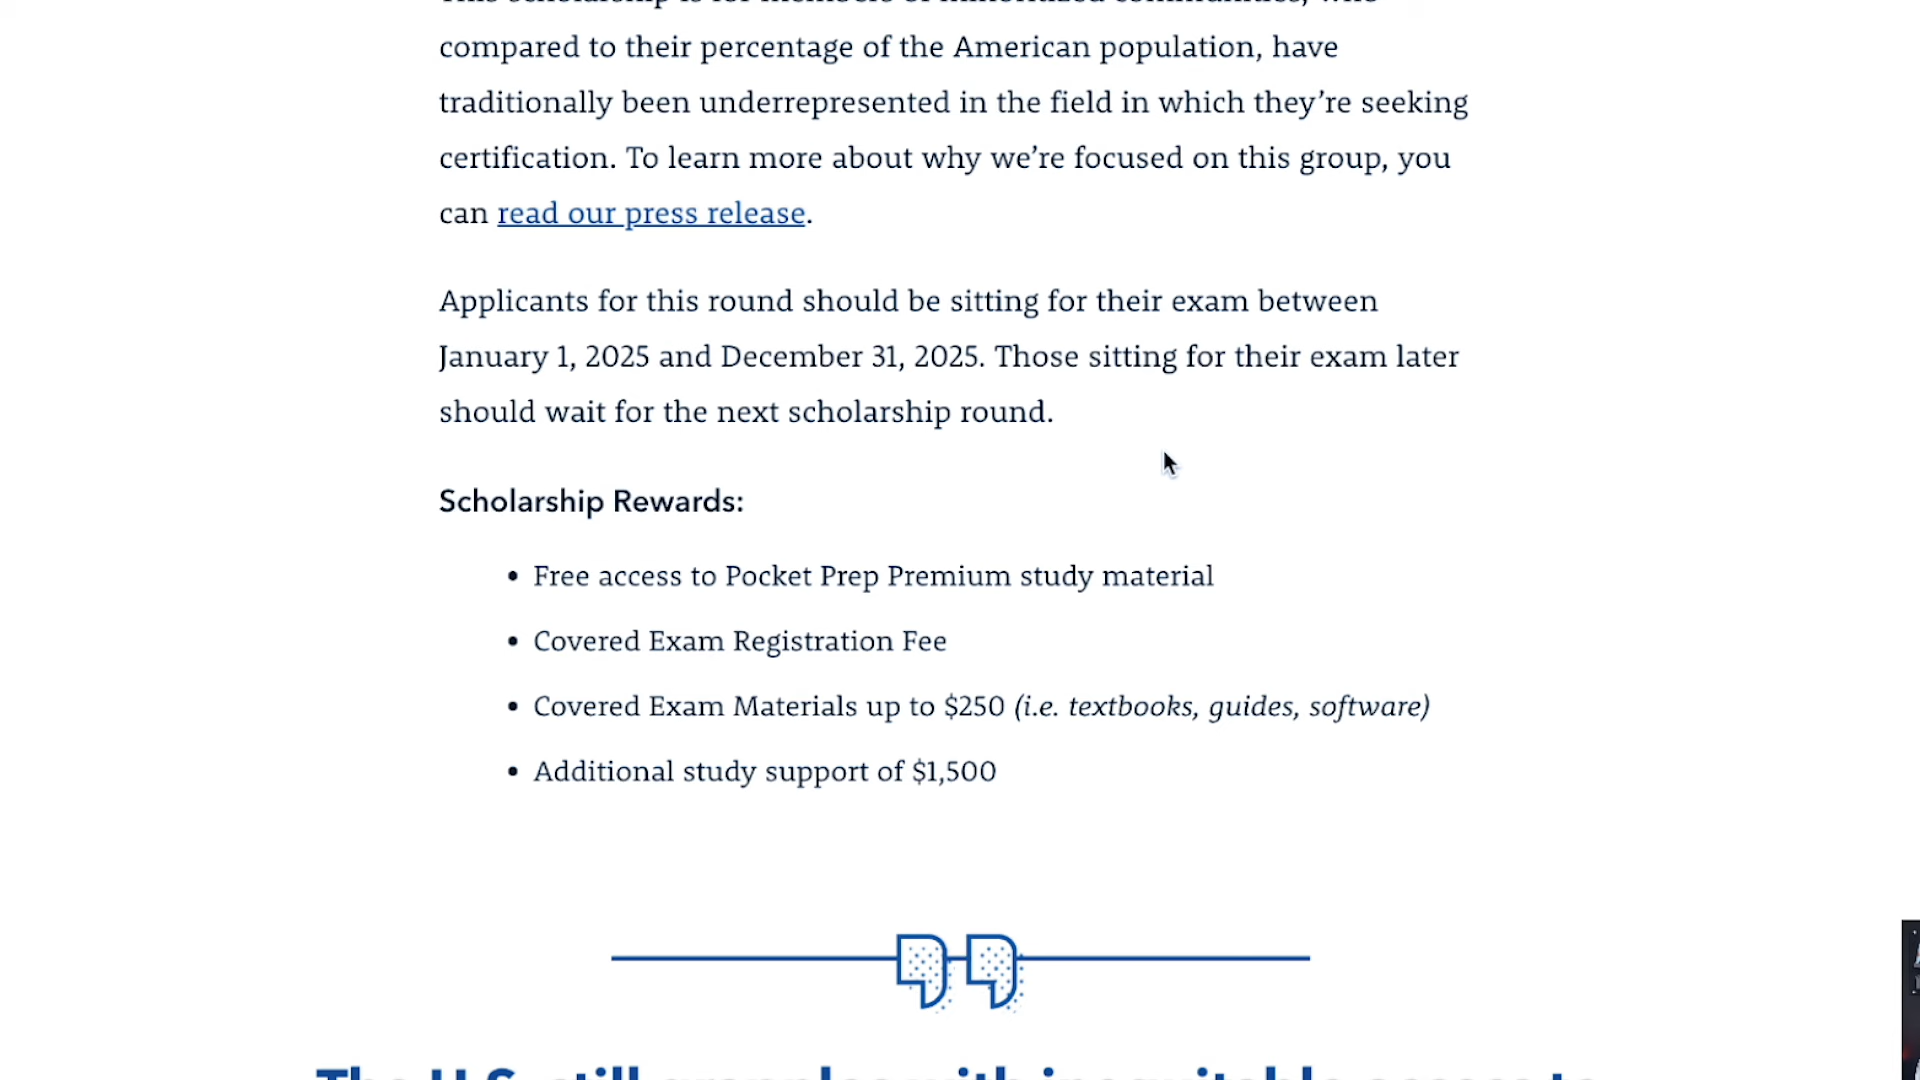 This scholarship is for members of minoritized communities, who
compared to their percentage of the American population, have
traditionally been underrepresented in the field in which they’re seeking
certification. To learn more about why we’re focused on this group, you
can read our press release.
Applicants for this round should be sitting for their exam between
January 1, 2025 and December 31, 2025. Those sitting for their exam later
should wait for the next scholarship round.
Scholarship Rewards:
• Free access to Pocket Prep Premium study material
• Covered Exam Registration Fee
• Covered Exam Materials up to $250 (i.e. textbooks, guides, software)
• Additional study support of $1,500
The U.S. still grapples with inequitable access to